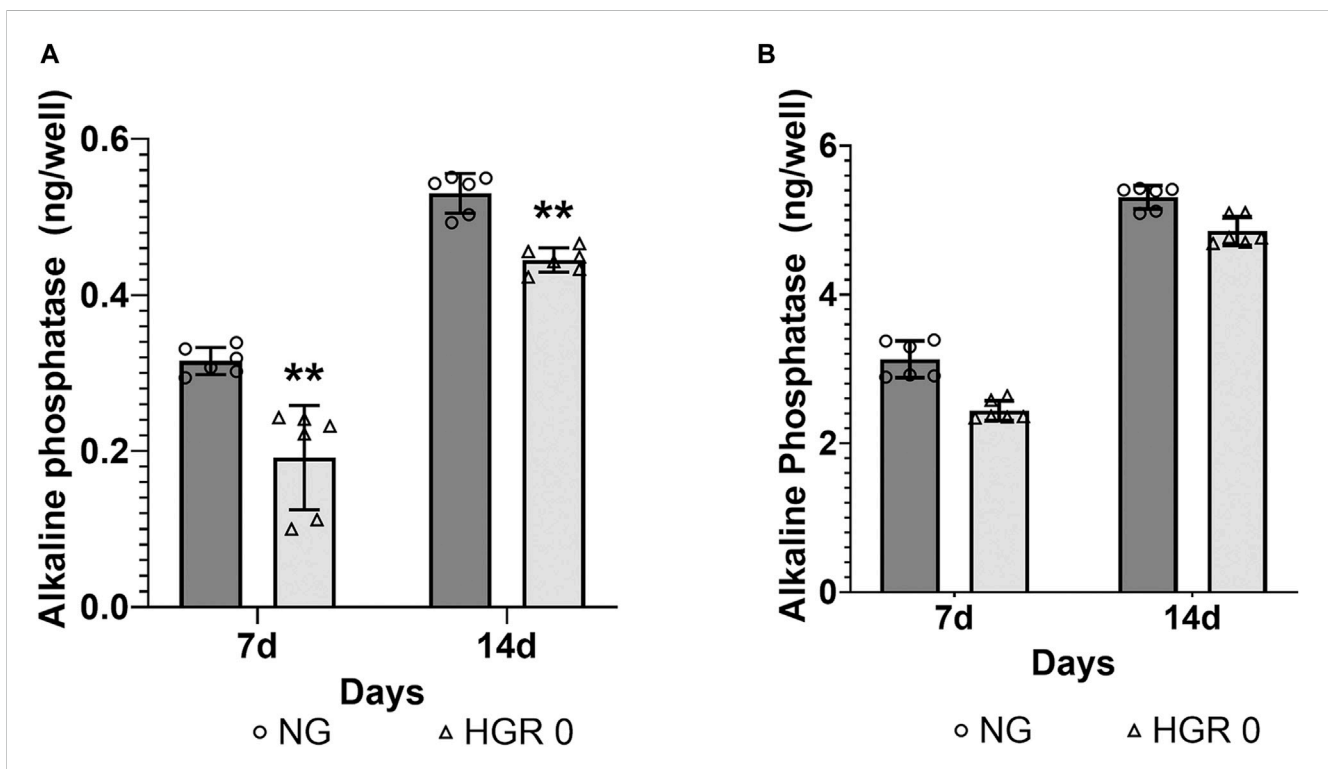 A
Alkaline phosphatase (ng/well)
0.6
0.4
0.2
0.0
**
**
7d
14d
Days
NG
HGR 0
B
Alkaline Phosphatase (ng/well)
6
4
2
0
7d
14d
Days
NG
HGR 0